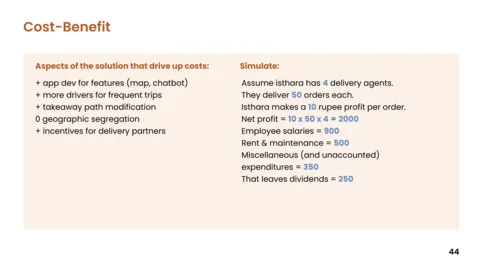 Cost-Benefit
Aspects of the solution that drive up costs:
+ app dev for features (map, chatbot)
+ more drivers for frequent trips
+ takeaway path modification
0 geographic segregation
+ incentives for delivery partners
Simulate:
Assume isthara has 4 delivery agents.
They deliver 50 orders each.
Isthara makes a 10 rupee profit per order.
Net profit = 10 x 50 x 4 = 2000
Employee salaries = 900
Rent & maintenance = 500
Miscellaneous (and unaccounted)
expenditures = 350
That leaves dividends = 250
44